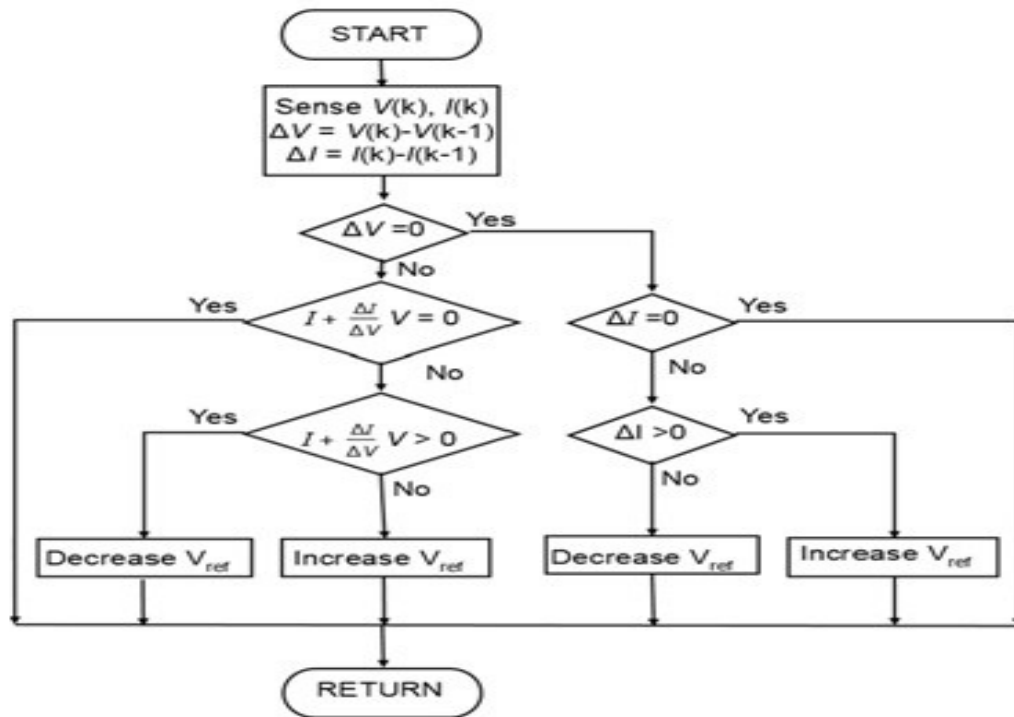 START
Sense V(k), I(k)
ΔV = V(k)-V(k-1)
ΔI = I(k)-I(k-1)
ΔV =0
Yes
No
I + ΔI/ΔV V = 0
Yes
No
ΔI =0
Yes
No
I + ΔI/ΔV V > 0
Yes
No
ΔI >0
Yes
No
Decrease Vref
Increase Vref
Decrease Vref
Increase Vref
RETURN